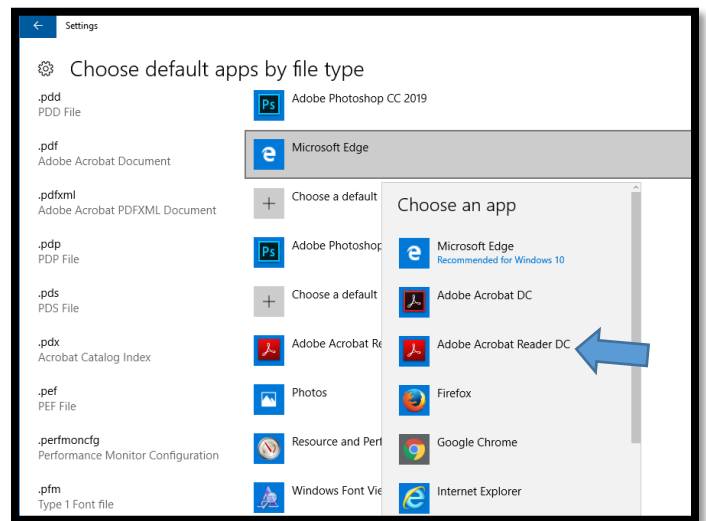 Settings
Choose default apps by file type
.pdd
PDD File
Ps
Adobe Photoshop CC 2019
.pdf
Adobe Acrobat Document
Microsoft Edge
.pdfxml
Adobe Acrobat PDFXML Document
Choose a default
.pdp
PDP File
Ps
Adobe Photoshop
.pds
PDS File
Choose a default
.pdx
Acrobat Catalog Index
Adobe Acrobat Re
.pef
PEF File
Photos
.perfmoncfg
Performance Monitor Configuration
Resource and Perf
.pfm
Type 1 Font file
Windows Font Vie
Choose an app
Microsoft Edge
Recommended for Windows 10
Adobe Acrobat DC
Adobe Acrobat Reader DC
Firefox
Google Chrome
Internet Explorer